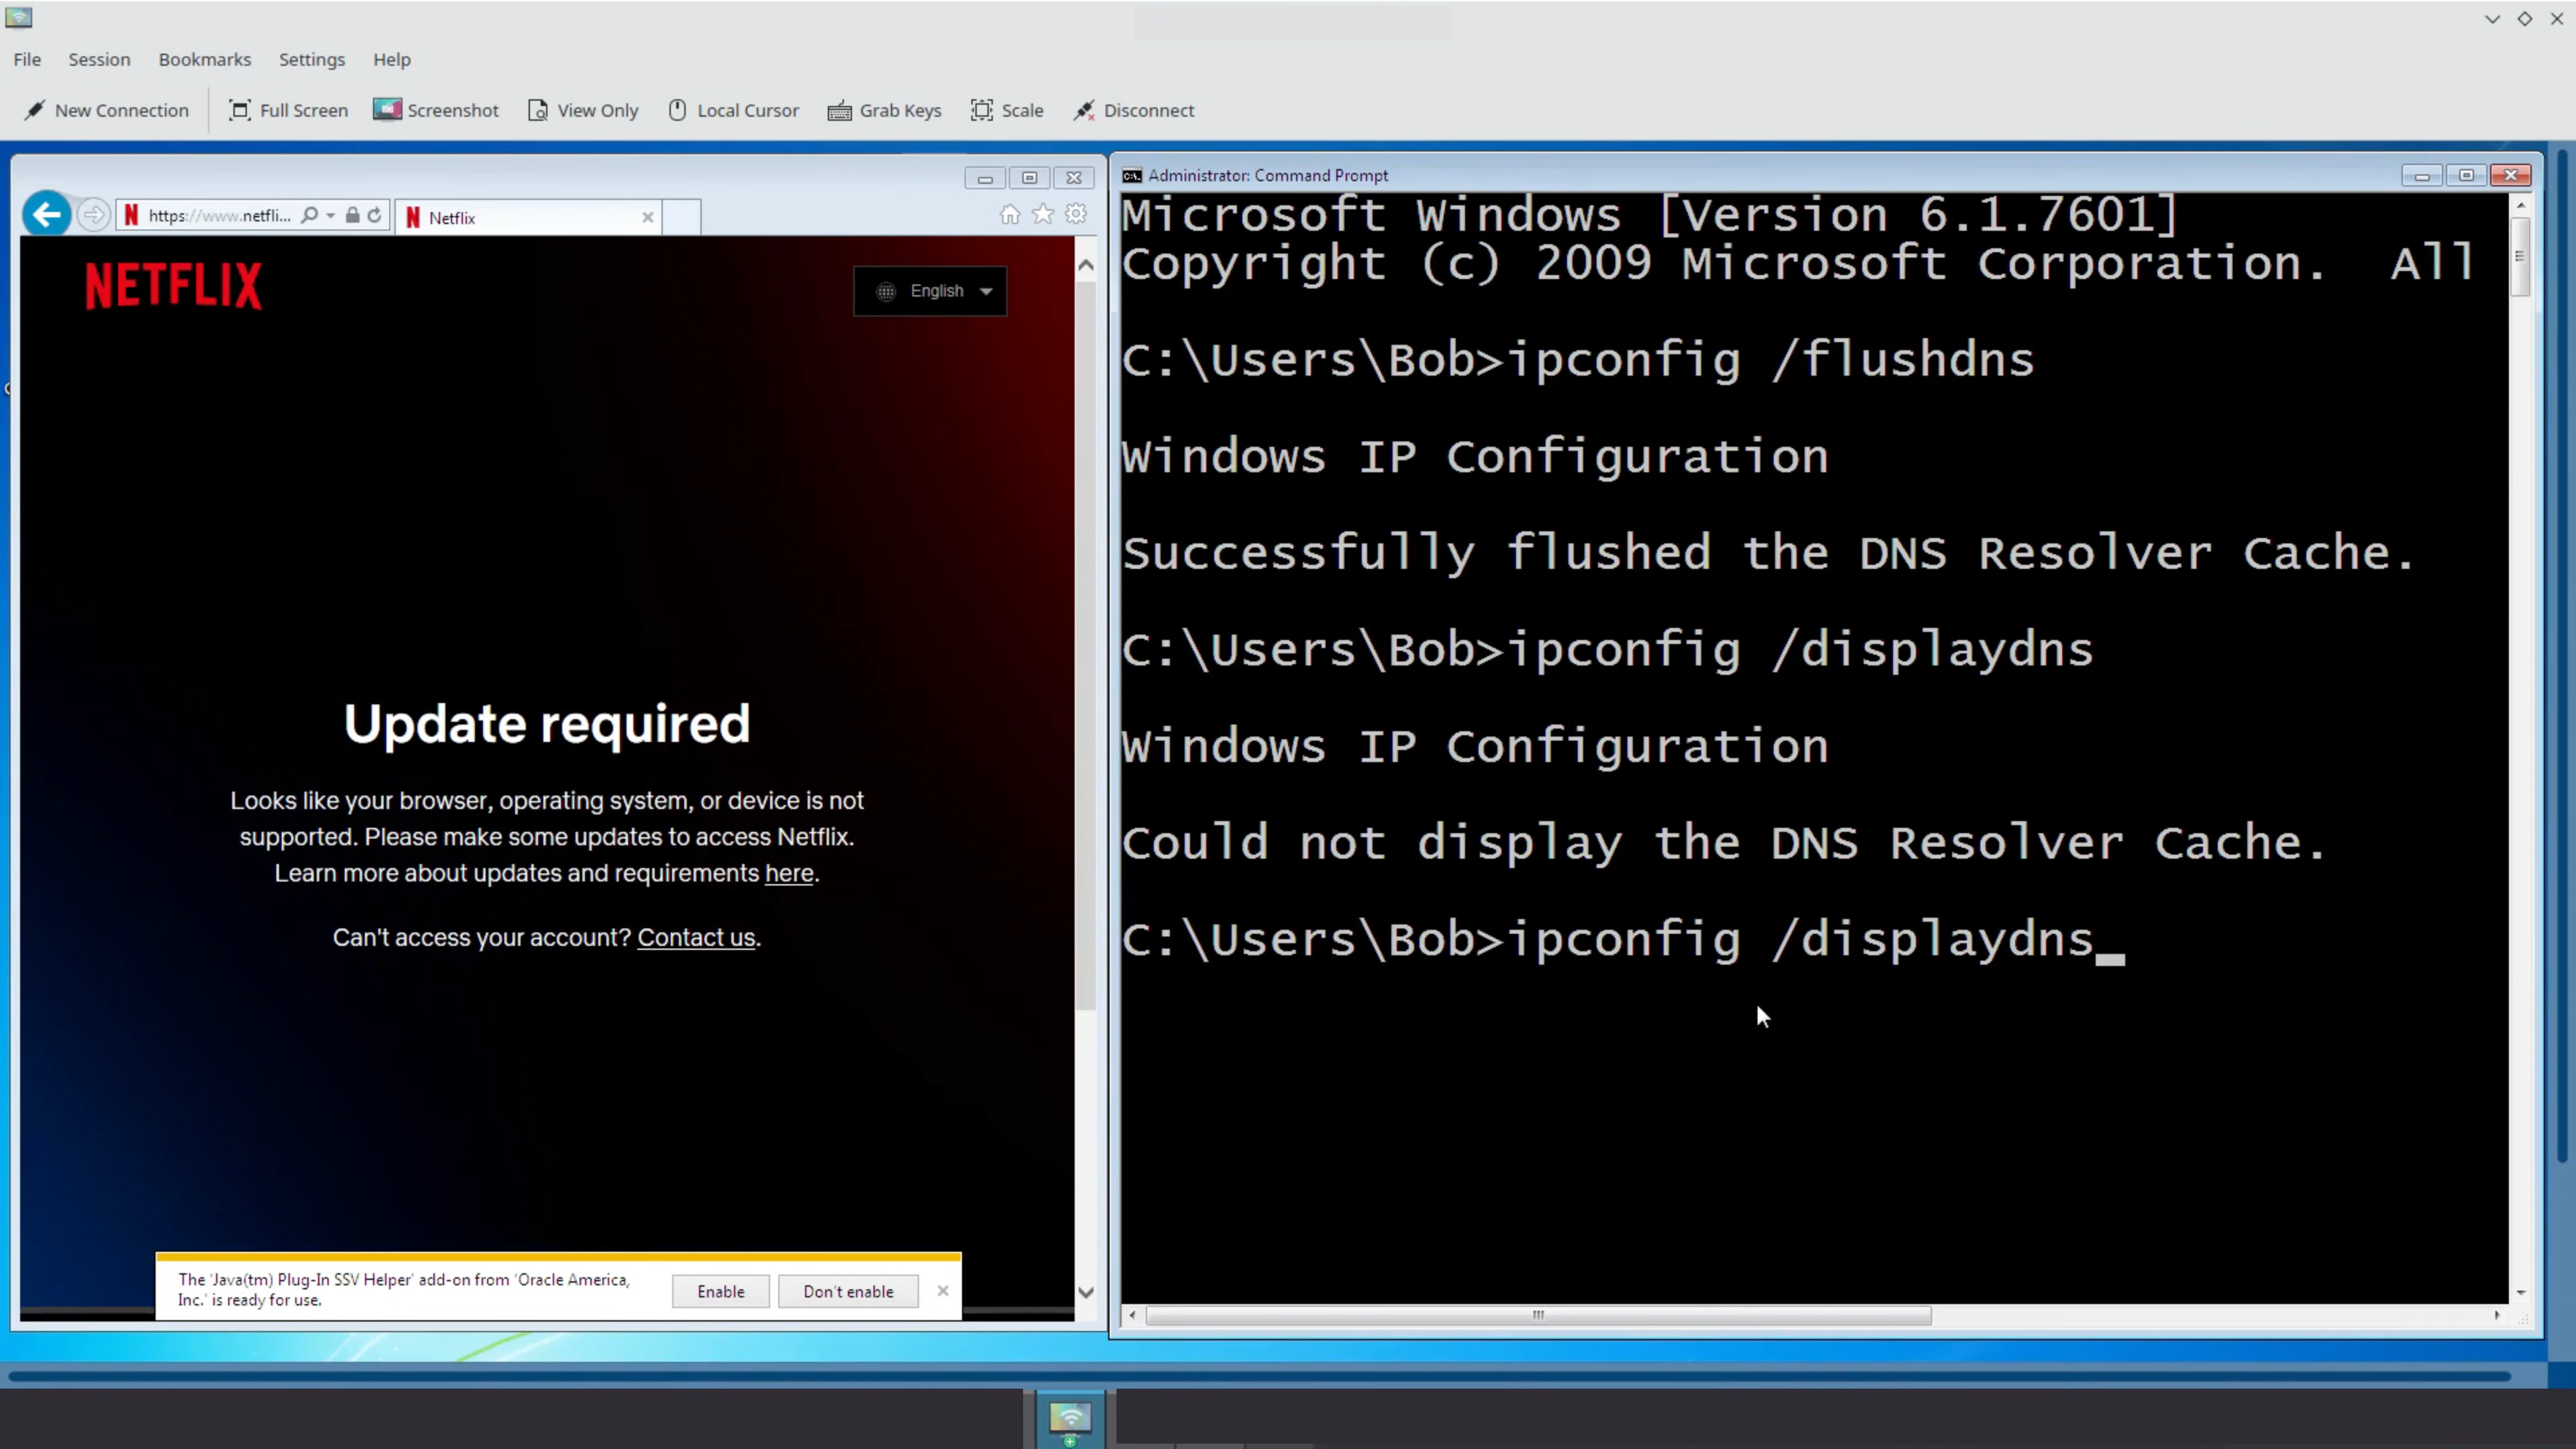 File Session Bookmarks Settings Help
New Connection Full Screen Screenshot View Only Local Cursor Grab Keys Scale Disconnect
https://www.netfli... Netflix
NETFLIX
English
Update required
Looks like your browser, operating system, or device is not
supported. Please make some updates to access Netflix.
Learn more about updates and requirements here.
Can't access your account? Contact us.
The 'Java(tm) Plug-In SSV Helper' add-on from 'Oracle America,
Inc.' is ready for use.
Enable Don't enable
Administrator: Command Prompt
Microsoft Windows [Version 6.1.7601]
Copyright (c) 2009 Microsoft Corporation. All
C:\Users\Bob>ipconfig /flushdns
Windows IP Configuration
Successfully flushed the DNS Resolver Cache.
C:\Users\Bob>ipconfig /displaydns
Windows IP Configuration
Could not display the DNS Resolver Cache.
C:\Users\Bob>ipconfig /displaydns_